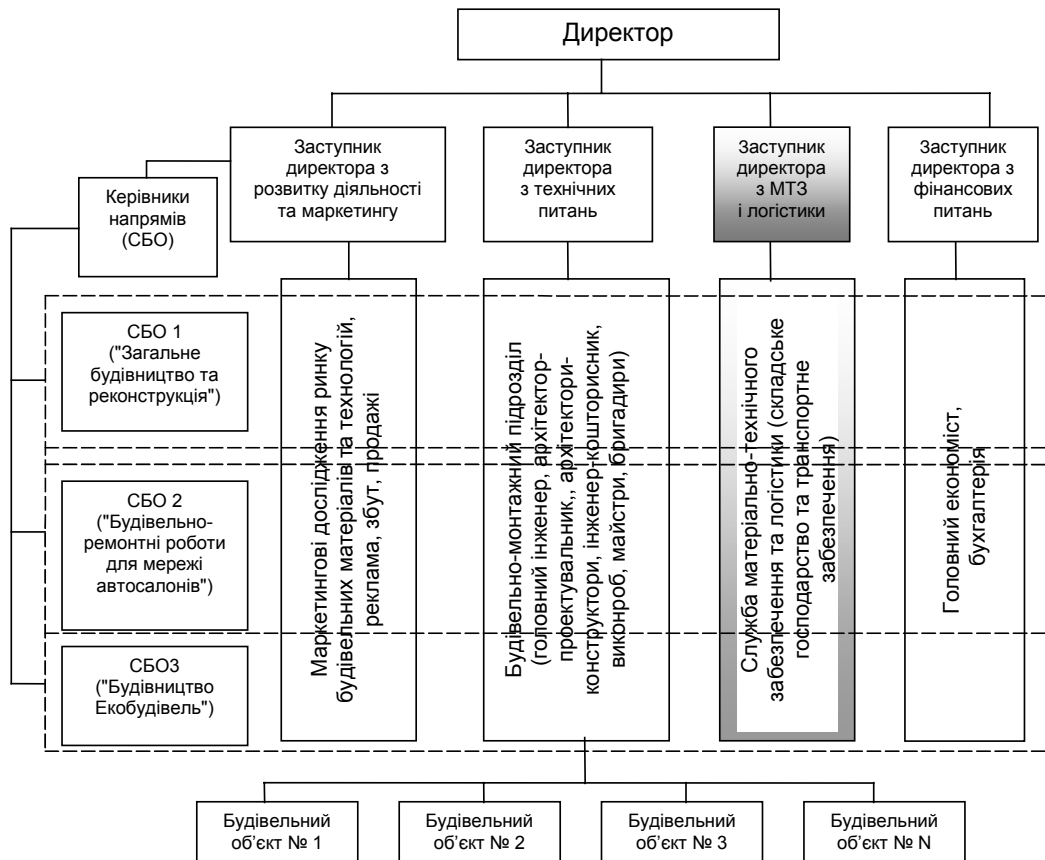 Директор
Заступник
директора з
розвитку діяльності
та маркетингу
Заступник
директора
з технічних
питань
Заступник
директора
з МТЗ
і логістики
Заступник
директора з
фінансових
питань
Керівники
напрямів
(СБО)
СБО 1
("Загальне
будівництво та
реконструкція")
СБО 2
("Будівельно-
ремонтні роботи
для мережі
автосалонів")
СБО3
("Будівництво
Екобудівель")
Маркетингові дослідження ринку
будівельних матеріалів та технологій,
реклама, збут, продажі
Будівельно-монтажний підрозділ
(головний інженер, архітектор-
проектувальник,, архітектори-
конструктори, інженер-кошторисник,
виконроб, майстри, бригадири)
Служба матеріально-технічного
забезпечення та логістики (складське
господарство та транспортне
забезпечення)
Головний економіст,
бухгалтерія
Будівельний
об’єкт № 1
Будівельний
об’єкт № 2
Будівельний
об’єкт № 3
Будівельний
об’єкт № N